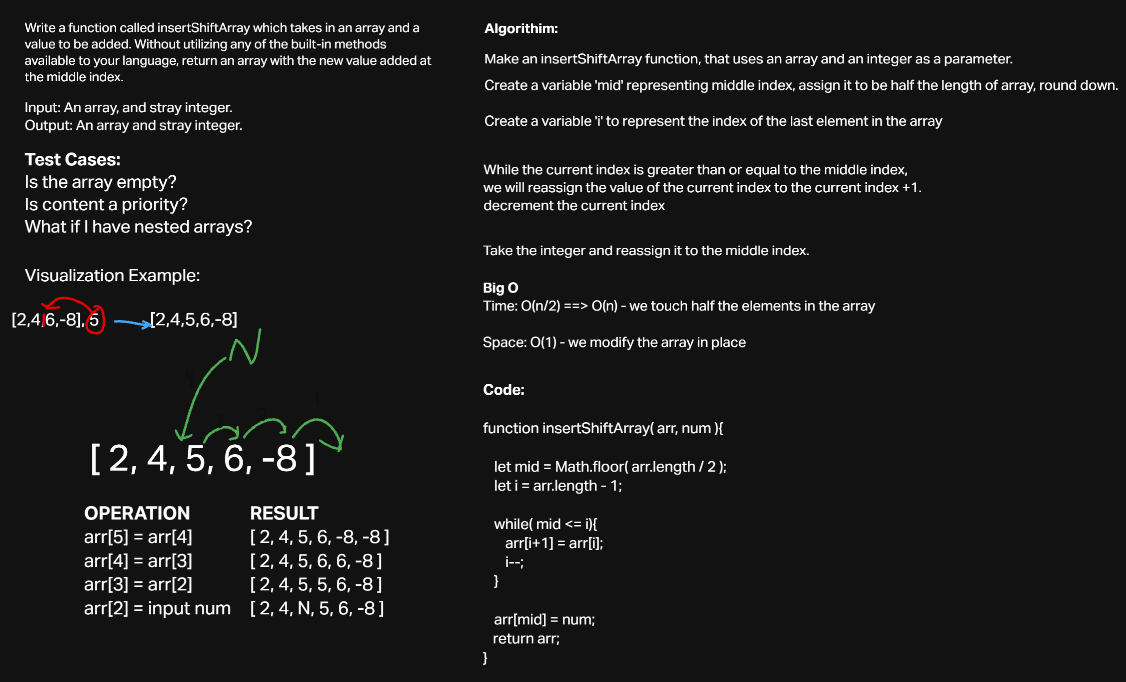 Write a function called insertShiftArray which takes in an array and a
value to be added. Without utilizing any of the built-in methods
available to your language, return an array with the new value added at
the middle index.
Input: An array, and stray integer.
Output: An array and stray integer.
Test Cases:
Is the array empty?
Is content a priority?
What if I have nested arrays?
Visualization Example:
[2,4,6,-8], 5 [2,4,5,6,-8]
N
[ 2, 4, 5, 6, -8 ]
OPERATION RESULT
arr[5] = arr[4] [ 2, 4, 5, 6, -8, -8 ]
arr[4] = arr[3] [ 2, 4, 5, 6, 6, -8 ]
arr[3] = arr[2] [ 2, 4, 5, 5, 6, -8 ]
arr[2] = input num [ 2, 4, N, 5, 6, -8 ]
Algorithim:
Make an insertShiftArray function, that uses an array and an integer as a parameter.
Create a variable 'mid' representing middle index, assign it to be half the length of array, round down.
Create a variable 'i' to represent the index of the last element in the array
While the current index is greater than or equal to the middle index,
we will reassign the value of the current index to the current index +1.
decrement the current index
Take the integer and reassign it to the middle index.
Big O
Time: O(n/2) ==> O(n) - we touch half the elements in the array
Space: O(1) - we modify the array in place
Code:
function insertShiftArray( arr, num ){
let mid = Math.floor( arr.length / 2 );
let i = arr.length - 1;
while( mid <= i){
arr[i+1] = arr[i];
i--;
}
arr[mid] = num;
return arr;
}